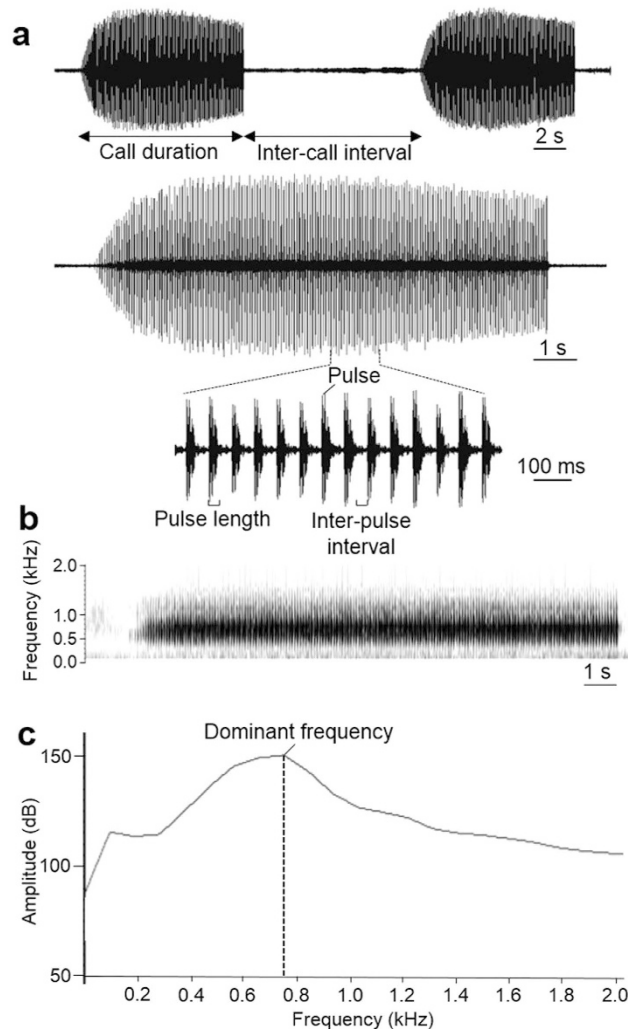 a
Call duration
Inter-call interval
2 s
1 s
Pulse
100 ms
Pulse length
Inter-pulse
interval
b
Frequency (kHz)
2.0
1.0
0.5
0.0
1 s
c
Dominant frequency
Amplitude (dB)
150
100
50
0.2 0.4 0.6 0.8 1.0 1.2 1.4 1.6 1.8 2.0
Frequency (kHz)